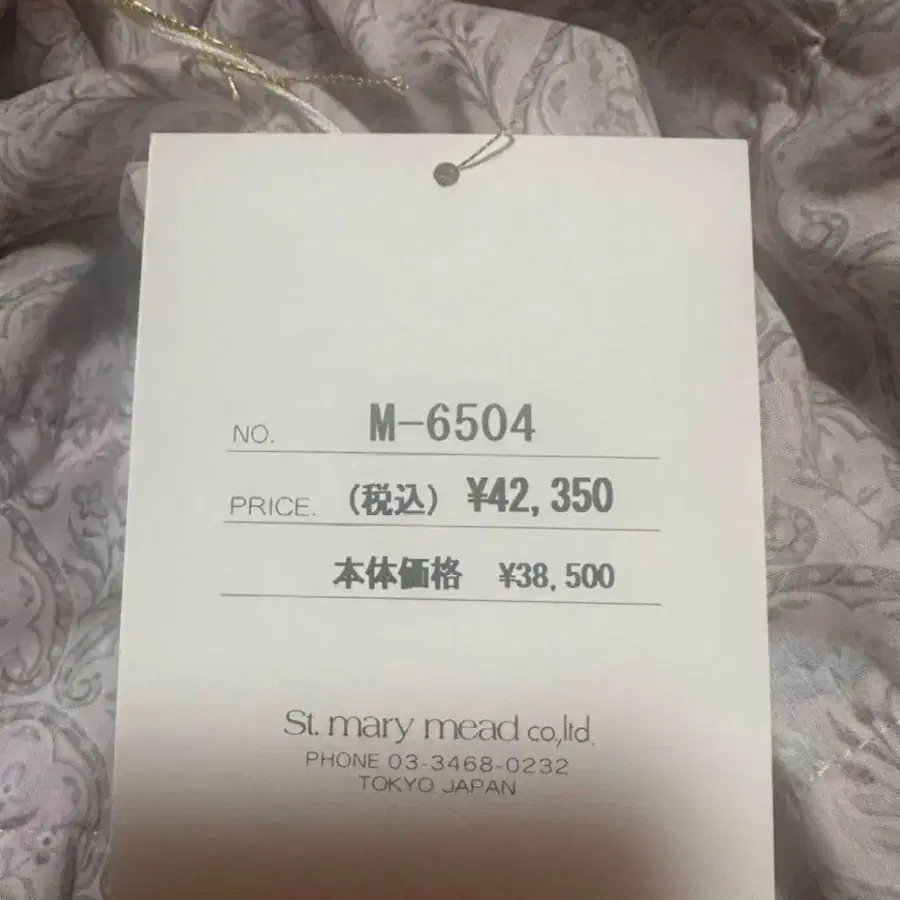 NO. M-6504
PRICE. (税込) ¥42,350
本体価格 ¥38,500
St. mary mead co.,ltd.
PHONE 03-3468-0232
TOKYO JAPAN